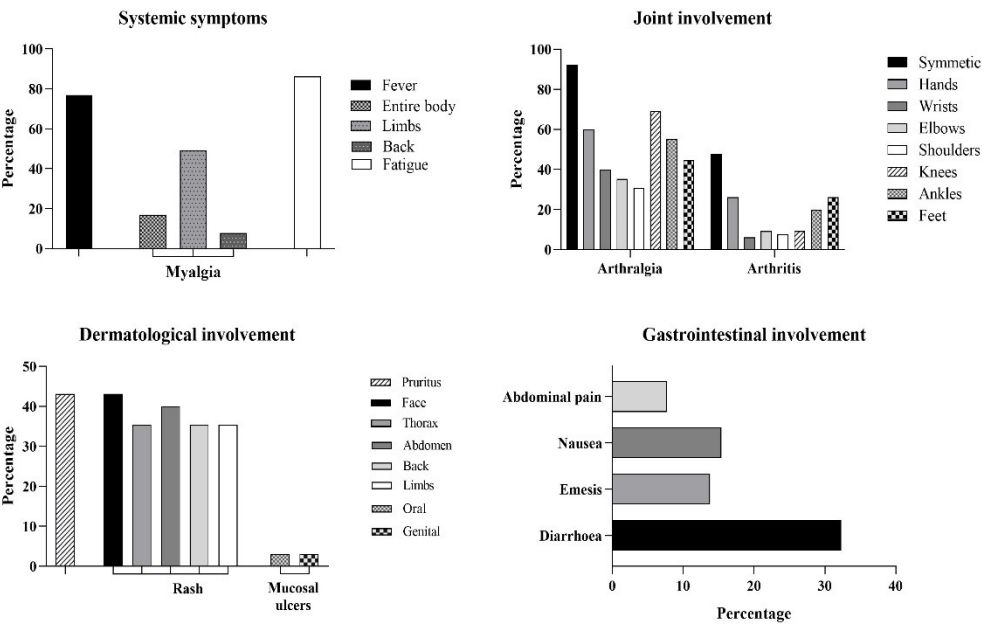 Systemic symptoms
Percentage
100
80
60
40
20
0
Myalgia
Fever
Entire body
Limbs
Back
Fatigue
Joint involvement
Percentage
100
80
60
40
20
0
Arthralgia
Arthritis
Symmetic
Hands
Wrists
Elbows
Shoulders
Knees
Ankles
Feet
Dermatological involvement
Percentage
50
40
30
20
10
0
Rash
Mucosal
ulcers
Pruritus
Face
Thorax
Abdomen
Back
Limbs
Oral
Genital
Gastrointestinal involvement
Abdominal pain
Nausea
Emesis
Diarrhoea
0 10 20 30 40
Percentage